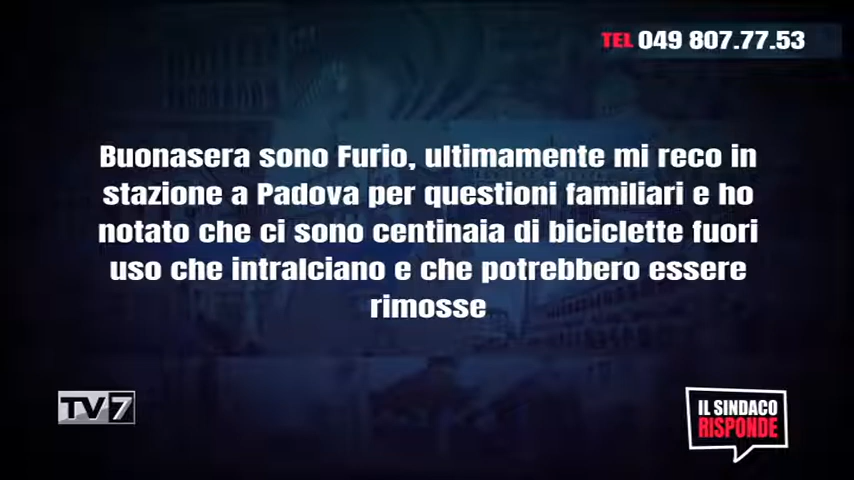 TEL 049 807.77.53
Buonasera sono Furio, ultimamente mi reco in
stazione a Padova per questioni familiari e ho
notato che ci sono centinaia di biciclette fuori
uso che intralciano e che potrebbero essere
rimosse
TV7
IL SINDACO
RISPONDE